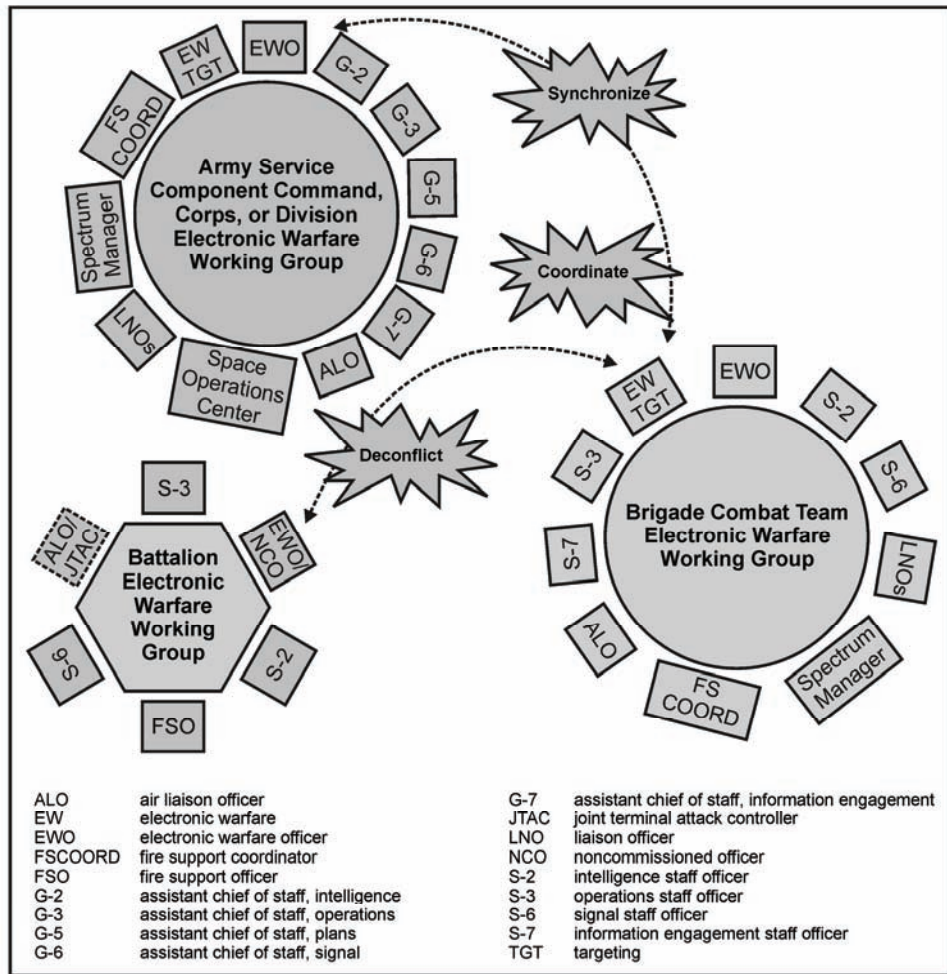 EWO
EW
TGT
G-2
FS
COORD
G-3
Spectrum
Manager
G-5
G-6
LNOs
G-7
Space
Operations
Center
ALO
Army Service
Component Command,
Corps, or Division
Electronic Warfare
Working Group
Synchronize
Coordinate
Deconflict
EW
TGT
EWO
S-2
S-3
S-6
S-7
LNOs
ALO
FS
COORD
Spectrum
Manager
Brigade Combat Team
Electronic Warfare
Working Group
S-3
ALO/
JTAC
EWO/
NCO
S-6
S-2
FSO
Battalion
Electronic
Warfare
Working
Group
ALO air liaison officer
EW electronic warfare
EWO electronic warfare officer
FSCOORD fire support coordinator
FSO fire support officer
G-2 assistant chief of staff, intelligence
G-3 assistant chief of staff, operations
G-5 assistant chief of staff, plans
G-6 assistant chief of staff, signal
G-7 assistant chief of staff, information engagement
JTAC joint terminal attack controller
LNO liaison officer
NCO noncommissioned officer
S-2 intelligence staff officer
S-3 operations staff officer
S-6 signal staff officer
S-7 information engagement staff officer
TGT targeting